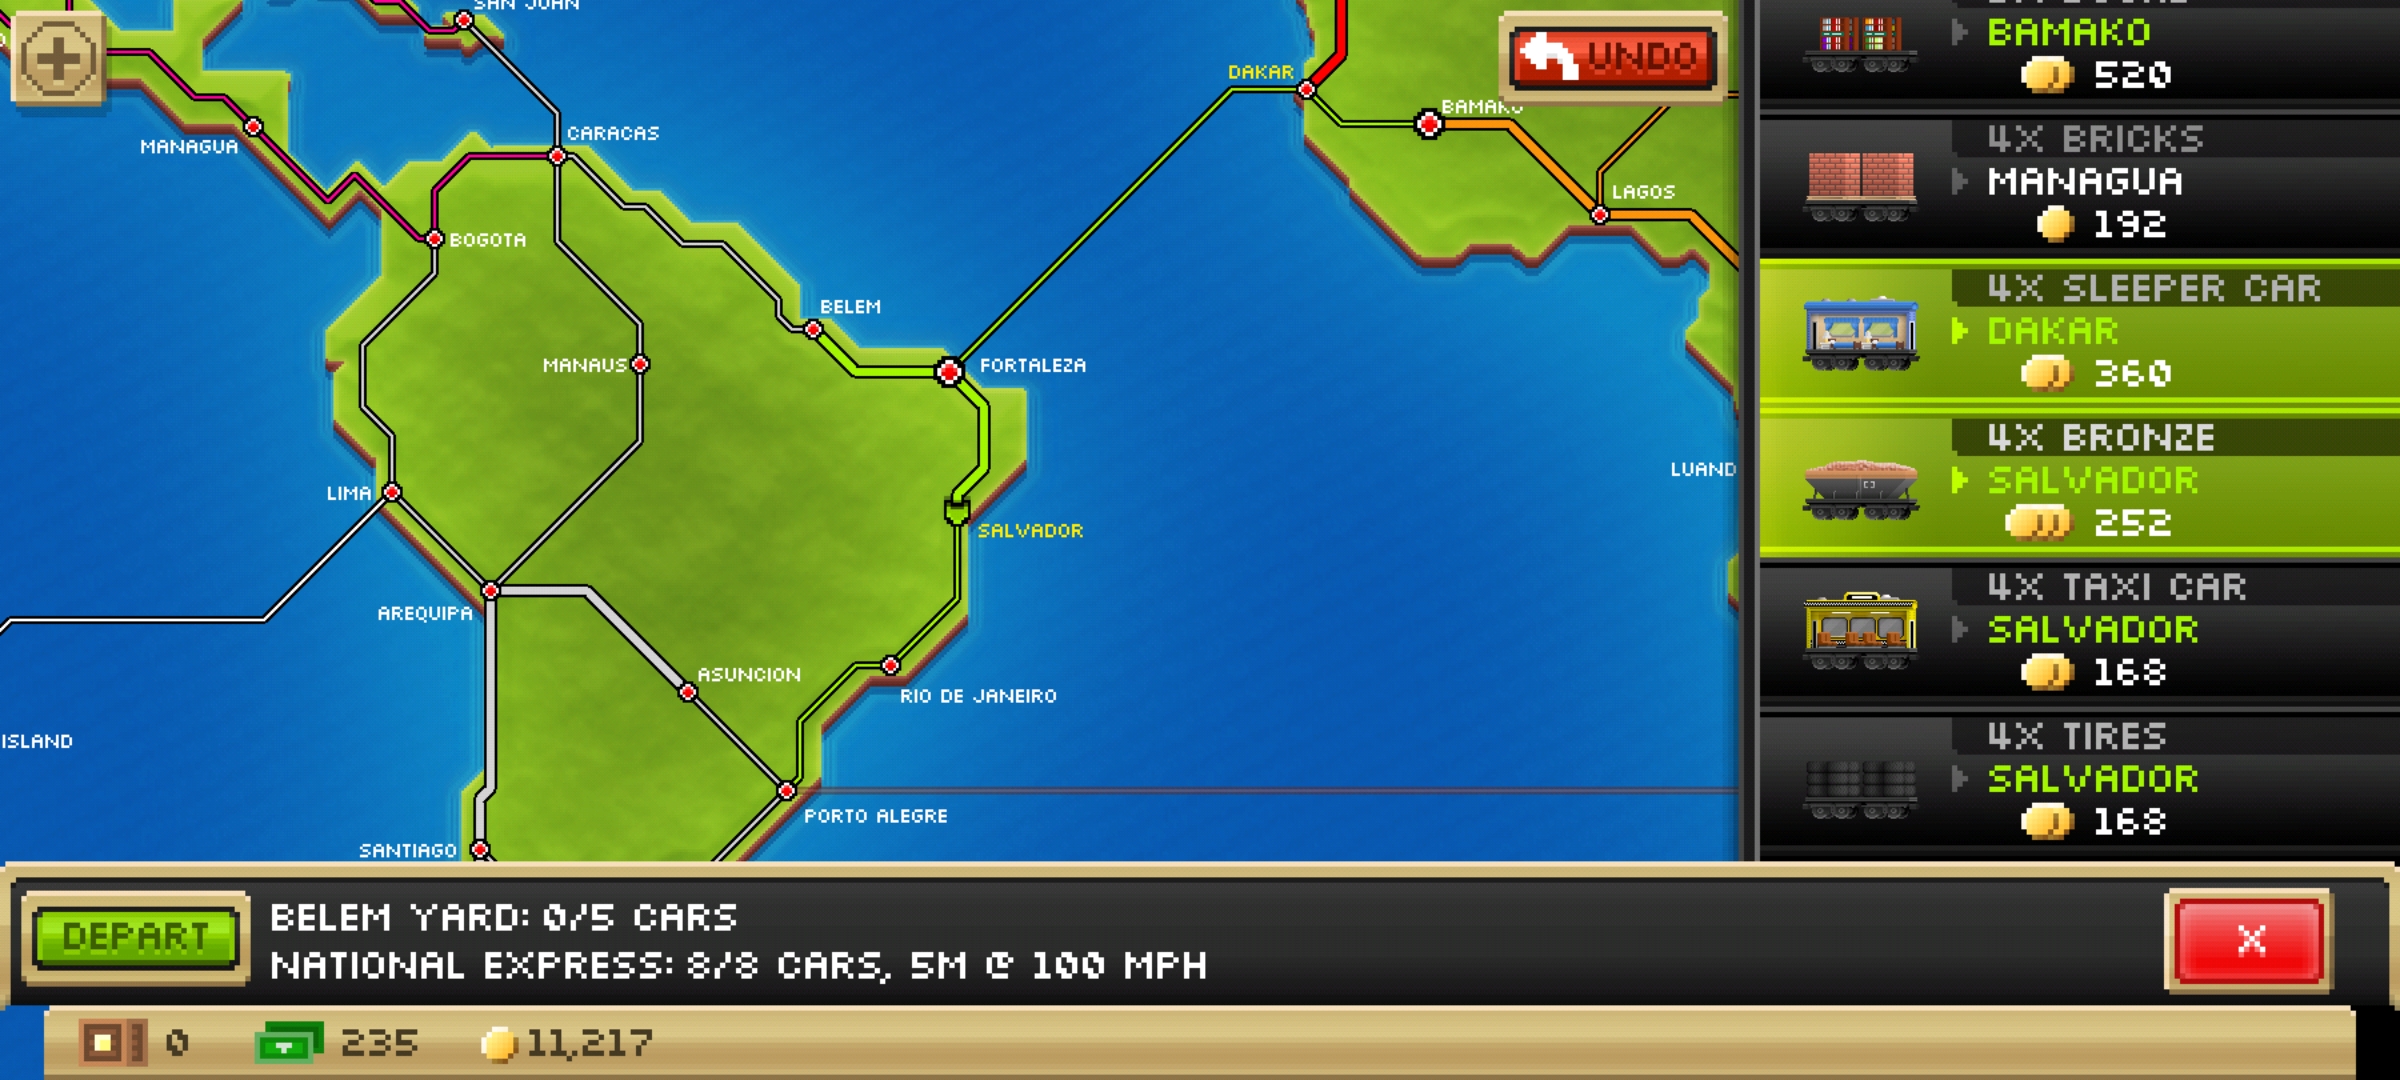 SAN JUAN
UNDO
DAKAR
BAMAKO
CARACAS
MANAGUA
LAGOS
BOGOTA
BELEM
MANAUS
FORTALEZA
LUAND
LIMA
SALVADOR
AREQUIPA
ASUNCION
RIO DE JANEIRO
ISLAND
PORTO ALEGRE
SANTIAGO
BAMAKO
520
4X BRICKS
MANAGUA
192
4X SLEEPER CAR
DAKAR
360
4X BRONZE
SALVADOR
252
4X TAXI CAR
SALVADOR
168
4X TIRES
SALVADOR
168
DEPART
BELEM YARD: 0/5 CARS
NATIONAL EXPRESS: 8/8 CARS, 5M @ 100 MPH
X
0
235
11,217